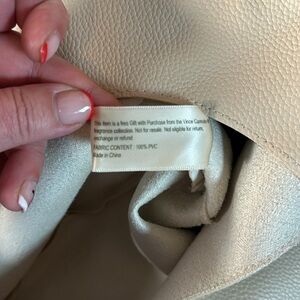 This item is a free Gift with Purchase from the Vince Camuto
fragrance collection. Not for resale. Not eligible for return,
exchange or refund.
FABRIC CONTENT: 100% PVC
Made in China